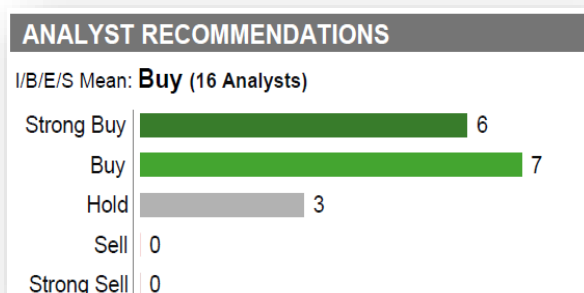 ANALYST RECOMMENDATIONS
I/B/E/S Mean: Buy (16 Analysts)
Strong Buy 6
Buy 7
Hold 3
Sell 0
Strong Sell 0